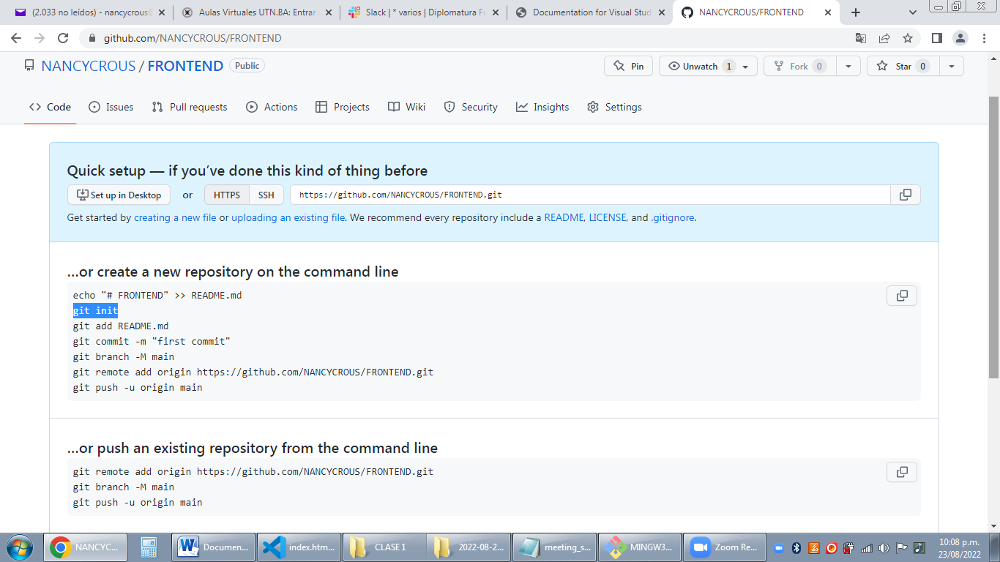 (2.033 no leídos) - nancycrous@
Aulas Virtuales UTN.BA: Entrar
Slack | * varios | Diplomatura Fu
Documentation for Visual Stud
NANCYCROUS/FRONTEND
github.com/NANCYCROUS/FRONTEND
NANCYCROUS / FRONTEND Public
Pin
Unwatch 1
Fork 0
Star 0
Code
Issues
Pull requests
Actions
Projects
Wiki
Security
Insights
Settings
Quick setup — if you've done this kind of thing before
Set up in Desktop or HTTPS SSH https://github.com/NANCYCROUS/FRONTEND.git
Get started by creating a new file or uploading an existing file. We recommend every repository include a README, LICENSE, and .gitignore.
…or create a new repository on the command line
echo "# FRONTEND" >> README.md
git init
git add README.md
git commit -m "first commit"
git branch -M main
git remote add origin https://github.com/NANCYCROUS/FRONTEND.git
git push -u origin main
…or push an existing repository from the command line
git remote add origin https://github.com/NANCYCROUS/FRONTEND.git
git branch -M main
git push -u origin main
NANCYC...
Documen...
index.htm...
CLASE 1
2022-08-2...
meeting_s...
MINGW3...
Zoom Re...
10:08 p.m.
23/08/2022